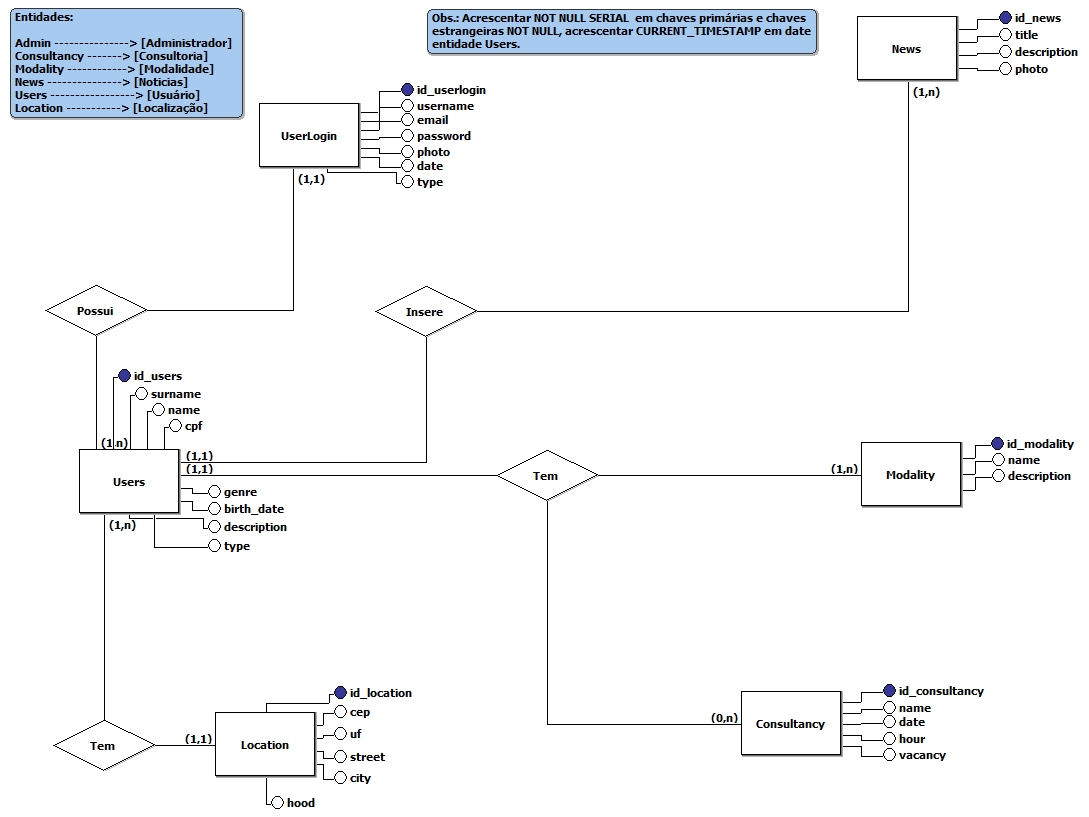 Entidades:
Admin ---------------> [Administrador]
Consultancy -------> [Consultoria]
Modality ------------> [Modalidade]
News ---------------> [Noticias]
Users -----------------> [Usuário]
Location -----------> [Localização]
Obs.: Acrescentar NOT NULL SERIAL em chaves primárias e chaves
estrangeiras NOT NULL, acrescentar CURRENT_TIMESTAMP em date
entidade Users.
News
id_news
title
description
photo
(1,n)
UserLogin
id_userlogin
username
email
password
photo
date
type
(1,1)
Possui
Insere
id_users
surname
name
cpf
(1,n)
(1,1)
(1,1)
Users
genre
birth_date
description
type
(1,n)
Tem
(1,n)
Modality
id_modality
name
description
Tem
(1,1)
Location
id_location
cep
uf
street
city
hood
(0,n)
Consultancy
id_consultancy
name
date
hour
vacancy